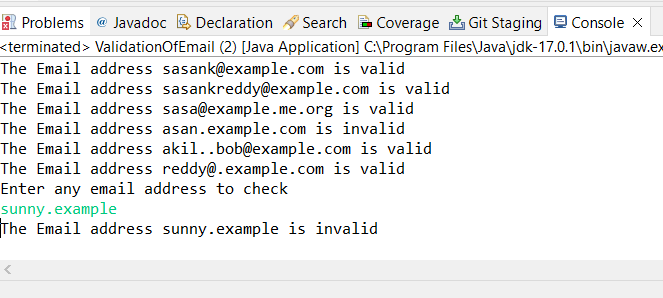 Problems @ Javadoc Declaration Search Coverage Git Staging Console
<terminated> ValidationOfEmail (2) [Java Application] C:\Program Files\Java\jdk-17.0.1\bin\javaw.ex
The Email address sasank@example.com is valid
The Email address sasankreddy@example.com is valid
The Email address sasa@example.me.org is valid
The Email address asan.example.com is invalid
The Email address akil..bob@example.com is valid
The Email address reddy@.example.com is valid
Enter any email address to check
sunny.example
The Email address sunny.example is invalid